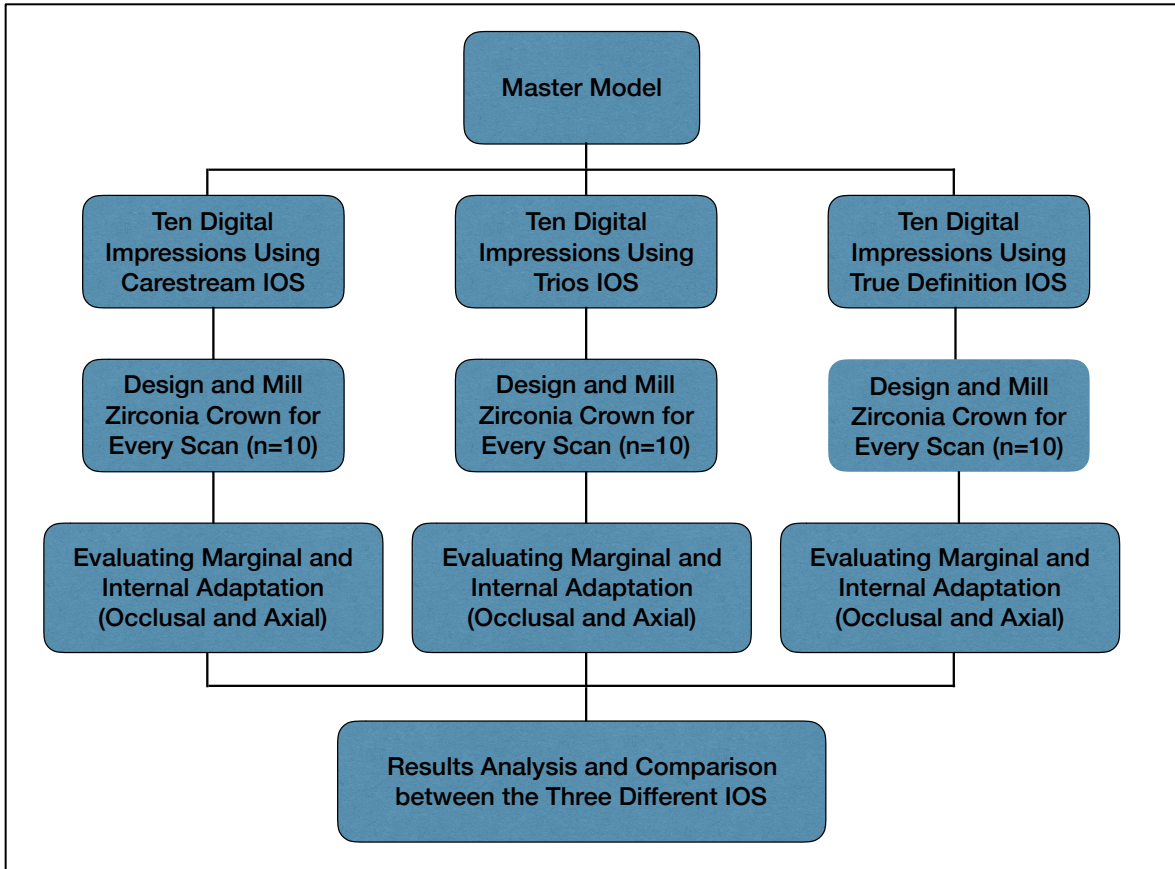 Master Model
Ten Digital
Impressions Using
Carestream IOS
Ten Digital
Impressions Using
Trios IOS
Ten Digital
Impressions Using
True Definition IOS
Design and Mill
Zirconia Crown for
Every Scan (n=10)
Design and Mill
Zirconia Crown for
Every Scan (n=10)
Design and Mill
Zirconia Crown for
Every Scan (n=10)
Evaluating Marginal and
Internal Adaptation
(Occlusal and Axial)
Evaluating Marginal and
Internal Adaptation
(Occlusal and Axial)
Evaluating Marginal and
Internal Adaptation
(Occlusal and Axial)
Results Analysis and Comparison
between the Three Different IOS